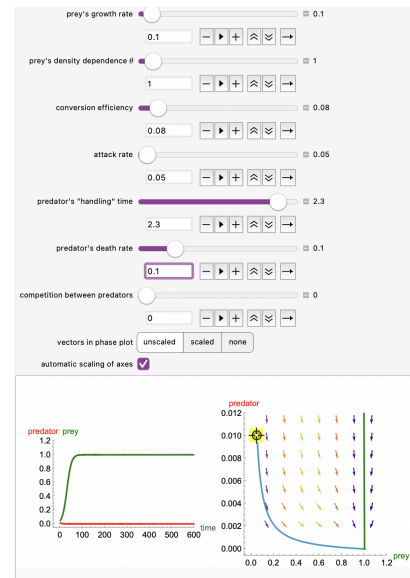 prey's growth rate 0.1
0.1
prey's density dependence θ 1
1
conversion efficiency 0.08
0.08
attack rate 0.05
0.05
predator's "handling" time 2.3
2.3
predator's death rate 0.1
0.1
competition between predators 0
0
vectors in phase plot unscaled scaled none
automatic scaling of axes
predator prey
1.2
1.0
0.8
0.6
0.4
0.2
0.0
0 100 200 300 400 500 600
time
predator
0.012
0.010
0.008
0.006
0.004
0.002
0.000
0.0 0.2 0.4 0.6 0.8 1.0 1.2
prey